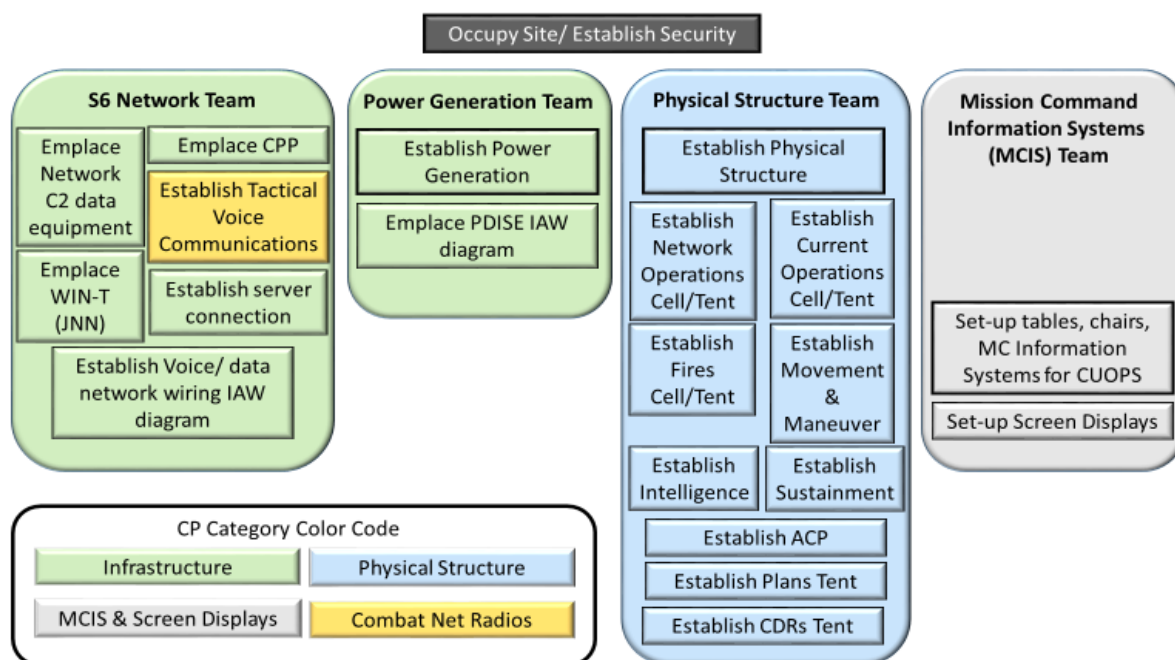 Occupy Site/ Establish Security
S6 Network Team
Emplace
Network
C2 data
equipment
Emplace CPP
Establish Tactical
Voice
Communications
Emplace
WIN-T
(JNN)
Establish server
connection
Establish Voice/ data
network wiring IAW
diagram
Power Generation Team
Establish Power
Generation
Emplace PDISE IAW
diagram
Physical Structure Team
Establish Physical
Structure
Establish
Network
Operations
Cell/Tent
Establish
Current
Operations
Cell/Tent
Establish
Fires
Cell/Tent
Establish
Movement
&
Maneuver
Establish
Intelligence
Establish
Sustainment
Establish ACP
Establish Plans Tent
Establish CDRs Tent
Mission Command
Information Systems
(MCIS) Team
Set-up tables, chairs,
MC Information
Systems for CUOPS
Set-up Screen Displays
CP Category Color Code
Infrastructure
Physical Structure
MCIS & Screen Displays
Combat Net Radios